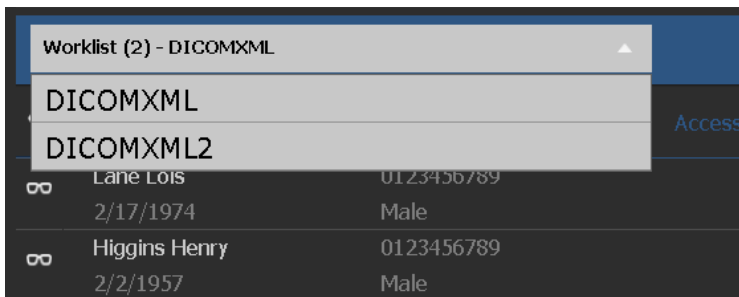 Worklist (2) - DICOMXML
DICOMXML
DICOMXML2
Access
Lane Lois 0123456789
2/17/1974 Male
Higgins Henry 0123456789
2/2/1957 Male